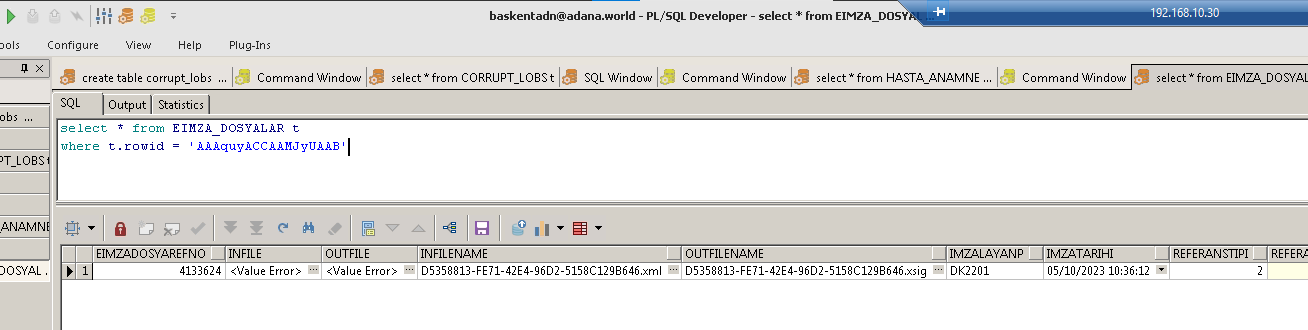 baskentadn@adana.world - PL/SQL Developer - select * from EIMZA_DOSYAL
192.168.10.30
ools Configure View Help Plug-Ins
create table corrupt_lobs ... Command Window select * from CORRUPT_LOBS t SQL Window Command Window select * from HASTA_ANAMNE ... Command Window select * from EIMZA_DOSYAL
SQL Output Statistics
obs ...
select * from EIMZA_DOSYALAR t
where t.rowid = 'AAAquyACCAAMJyUAAB'
PT_LOBS t
_ANAMNE
EIMZADOSYAREFNO INFILE OUTFILE INFILENAME OUTFILENAME IMZALAYANP IMZATARIHI REFERANSTIPI REFERA
DOSYAL ...
1 4133624 <Value Error> ... <Value Error> ... D5358813-FE71-42E4-96D2-5158C129B646.xml ... D5358813-FE71-42E4-96D2-5158C129B646.xsig ... DK2201 05/10/2023 10:36:12 2